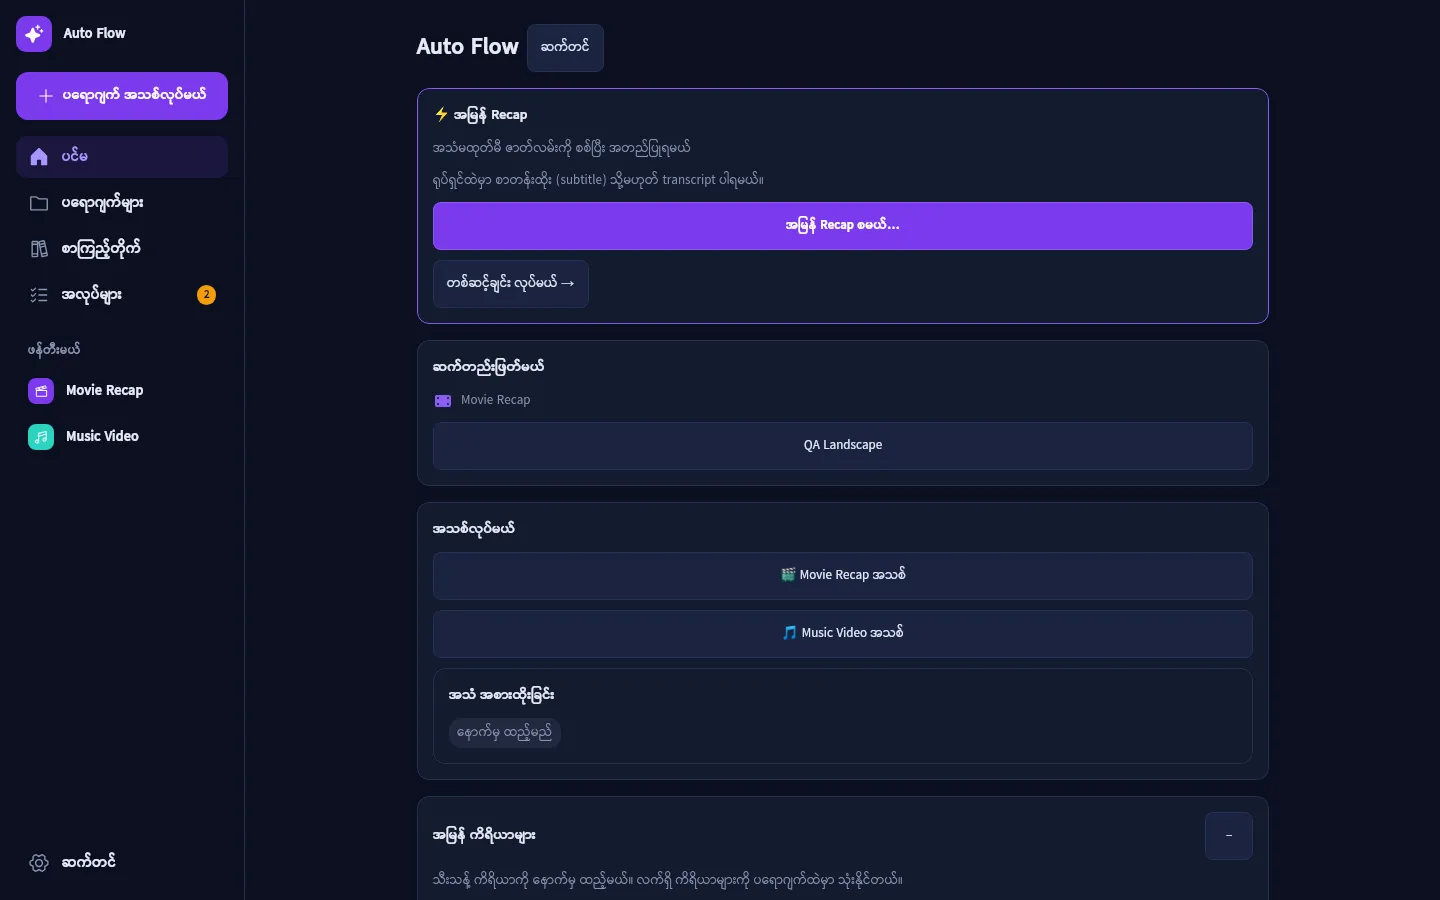 Auto Flow
ပရောဂျက် အသစ်လုပ်မယ်
ပင်မ
ပရောဂျက်များ
စာကြည့်တိုက်
အလုပ်များ
2
ဖန်တီးမယ်
Movie Recap
Music Video
ဆက်တင်
Auto Flow
ဆက်တင်
⚡ အမြန် Recap
အသံမထုတ်မီ ဇာတ်လမ်းကို စစ်ပြီး အတည်ပြုရမယ်
ရုပ်ရှင်ထဲမှာ စာတန်းထိုး (subtitle) သို့မဟုတ် transcript ပါရမယ်။
အမြန် Recap စမယ်…
တစ်ဆင့်ချင်း လုပ်မယ် →
ဆက်တည်းဖြတ်မယ်
Movie Recap
QA Landscape
အသစ်လုပ်မယ်
🎬 Movie Recap အသစ်
🎵 Music Video အသစ်
အသံ အစားထိုးခြင်း
နောက်မှ ထည့်မည်
အမြန် ကိရိယာများ
−
သီးသန့် ကိရိယာကို နောက်မှ ထည့်မယ်။ လက်ရှိ ကိရိယာများကို ပရောဂျက်ထဲမှာ သုံးနိုင်တယ်။